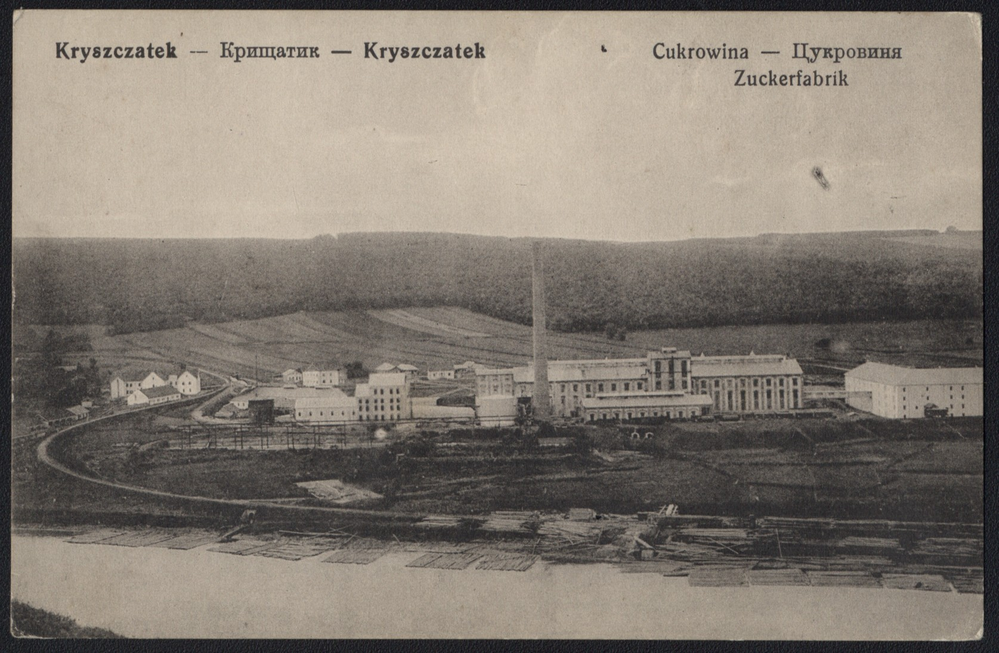 Kryszczatek — Крищатик — Kryszczatek
Cukrowina — Цукровиня
Zuckerfabrik